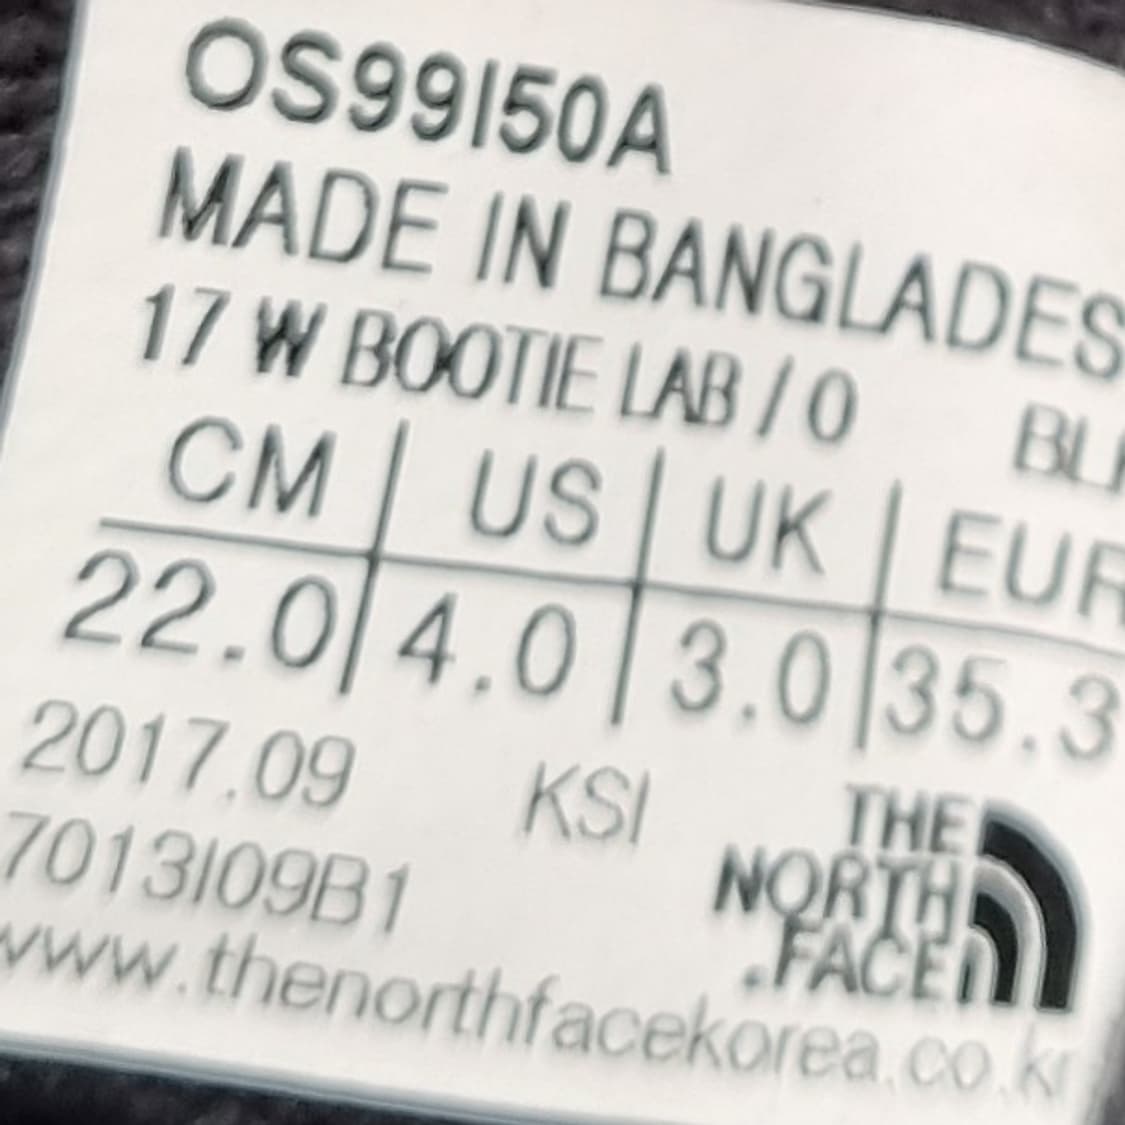 OS99I50A
MADE IN BANGLADES
17 W BOOTIE LAB / 0 BL
CM US UK EUR
22.0 4.0 3.0 35.3
2017.09 KSI
7013I09B1
THE
NORTH
FACE
www.thenorthfacekorea.co.kr